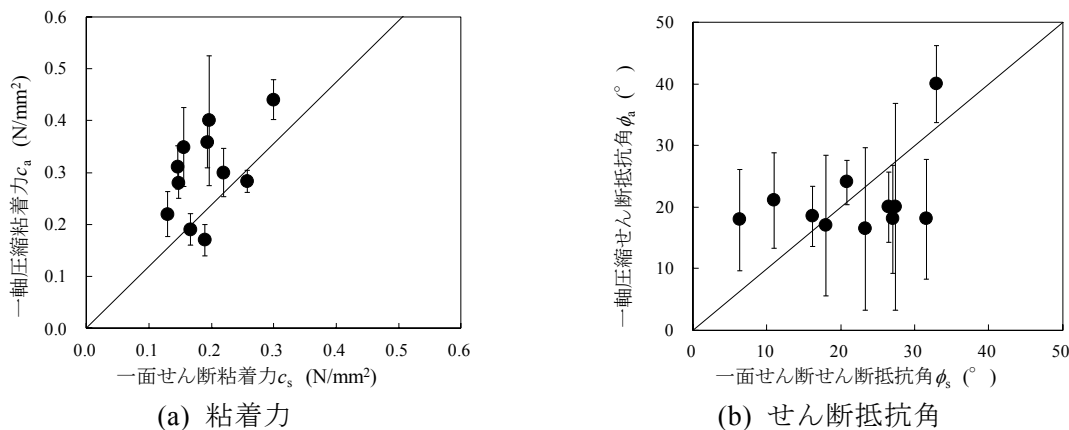 0.6
0.5
0.4
0.3
0.2
0.1
0.0
一軸圧縮粘着力ca (N/mm²)
0.0 0.1 0.2 0.3 0.4 0.5 0.6
一面せん断粘着力cs (N/mm²)
(a) 粘着力
50
40
30
20
10
0
一軸圧縮せん断抵抗角ϕa (°)
0 10 20 30 40 50
一面せん断せん断抵抗角ϕs (°)
(b) せん断抵抗角